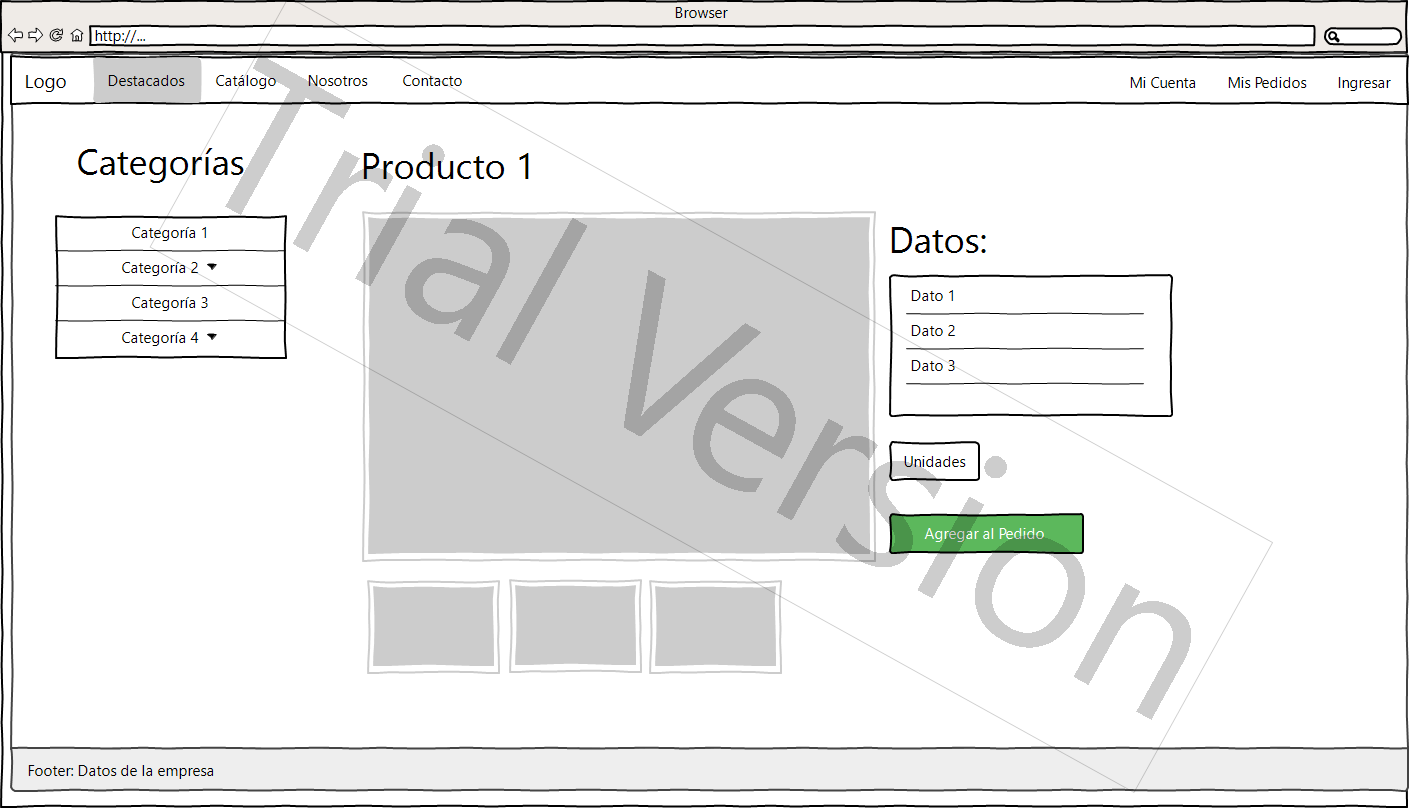 Browser
http://...
Logo Destacados Catálogo Nosotros Contacto Mi Cuenta Mis Pedidos Ingresar
Categorías
Categoría 1
Categoría 2
Categoría 3
Categoría 4
Producto 1
Datos:
Dato 1
Dato 2
Dato 3
Unidades
Agregar al Pedido
Footer: Datos de la empresa
Trial Version